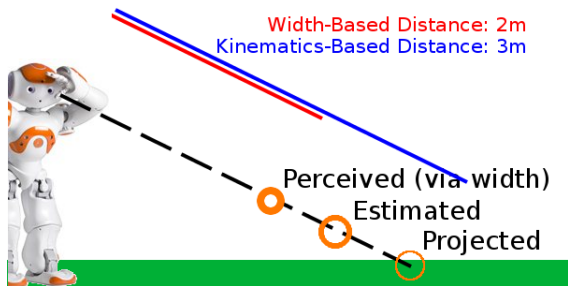 Width-Based Distance: 2m
Kinematics-Based Distance: 3m
Perceived (via width)
Estimated
Projected